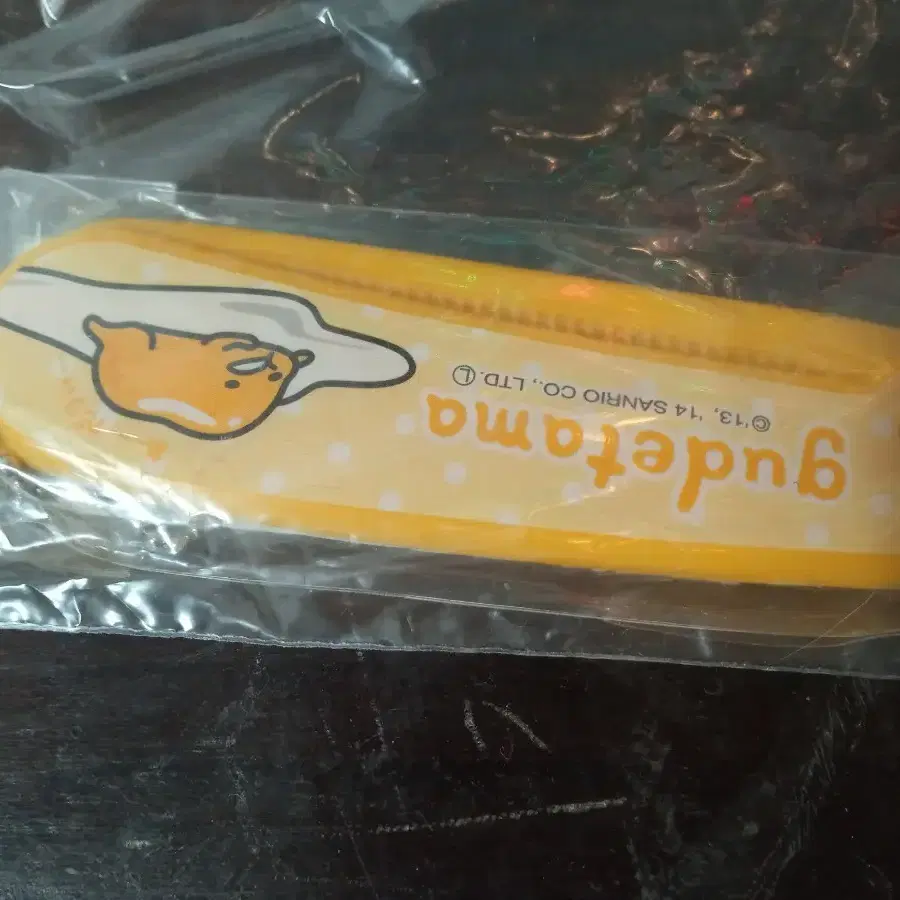 gudetama
©'13, '14 SANRIO CO., LTD. Ⓛ